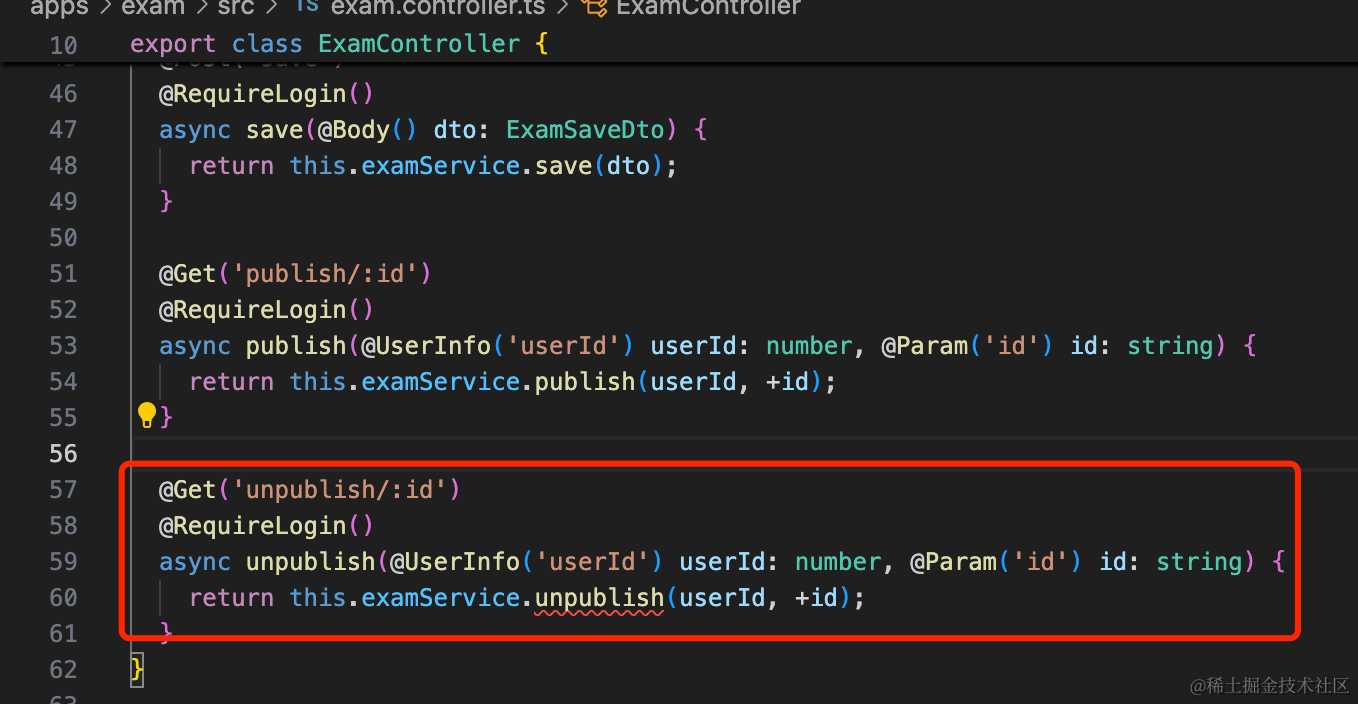 apps > exam > src > TS exam.controller.ts > ExamController
10 export class ExamController {
46 @RequireLogin()
47 async save(@Body() dto: ExamSaveDto) {
48 return this.examService.save(dto);
49 }
50
51 @Get('publish/:id')
52 @RequireLogin()
53 async publish(@UserInfo('userId') userId: number, @Param('id') id: string) {
54 return this.examService.publish(userId, +id);
55 }
56
57 @Get('unpublish/:id')
58 @RequireLogin()
59 async unpublish(@UserInfo('userId') userId: number, @Param('id') id: string) {
60 return this.examService.unpublish(userId, +id);
61 }
62 }
@稀土掘金技术社区